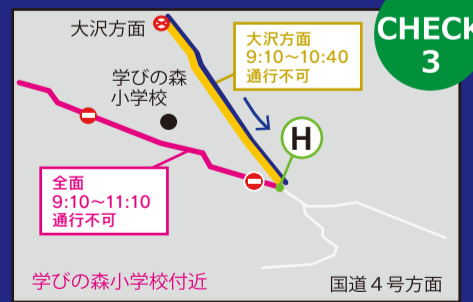 CHECK
3
大沢方面
大沢方面
9:10～10:40
通行不可
学びの森
小学校
H
全面
9:10～11:10
通行不可
学びの森小学校付近
国道４号方面